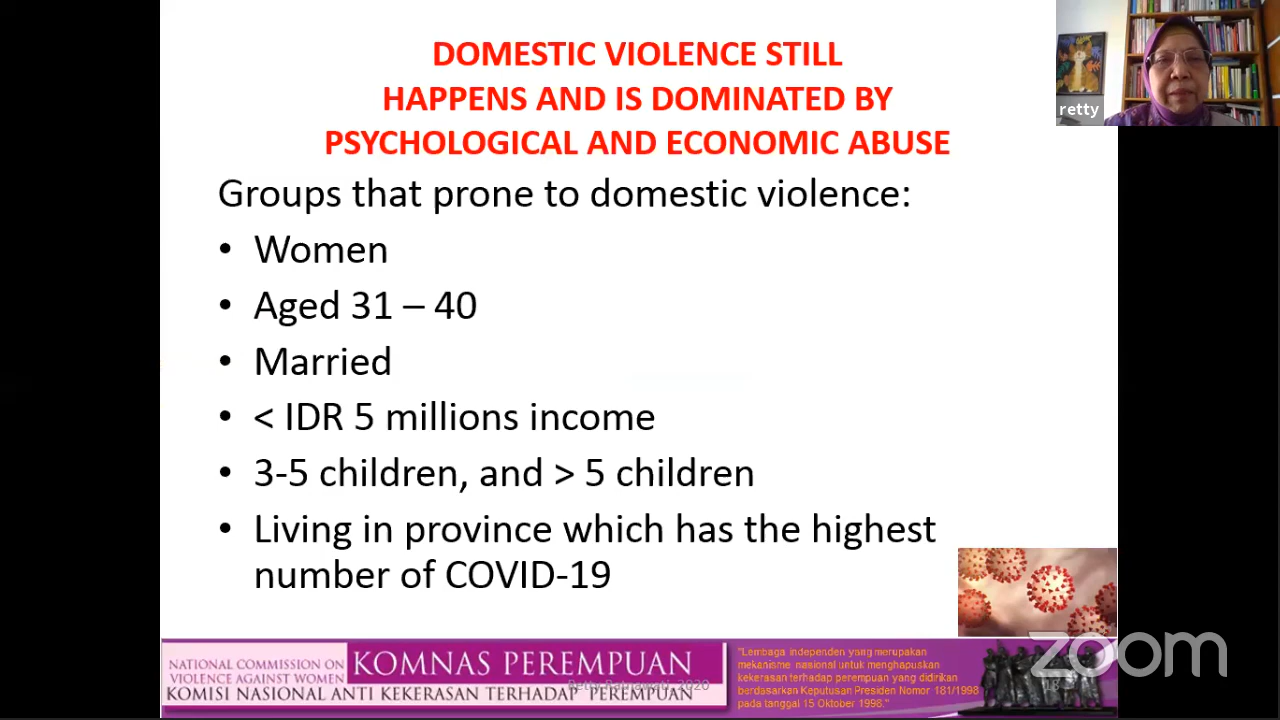 DOMESTIC VIOLENCE STILL
HAPPENS AND IS DOMINATED BY
PSYCHOLOGICAL AND ECONOMIC ABUSE
retty
Groups that prone to domestic violence:
• Women
• Aged 31 – 40
• Married
• < IDR 5 millions income
• 3-5 children, and > 5 children
• Living in province which has the highest
number of COVID-19
NATIONAL COMMISSION ON
VIOLENCE AGAINST WOMEN
KOMNAS PEREMPUAN
KOMISI NASIONAL ANTI KEKERASAN TERHADAP PEREMPUAN
Retty Ratnawati, 2020
"Lembaga independen yang merupakan
mekanisme nasional untuk menghapuskan
kekerasan terhadap perempuan yang didirikan
berdasarkan Keputusan Presiden Nomor 181/1998
pada tanggal 15 Oktober 1998."
zoom